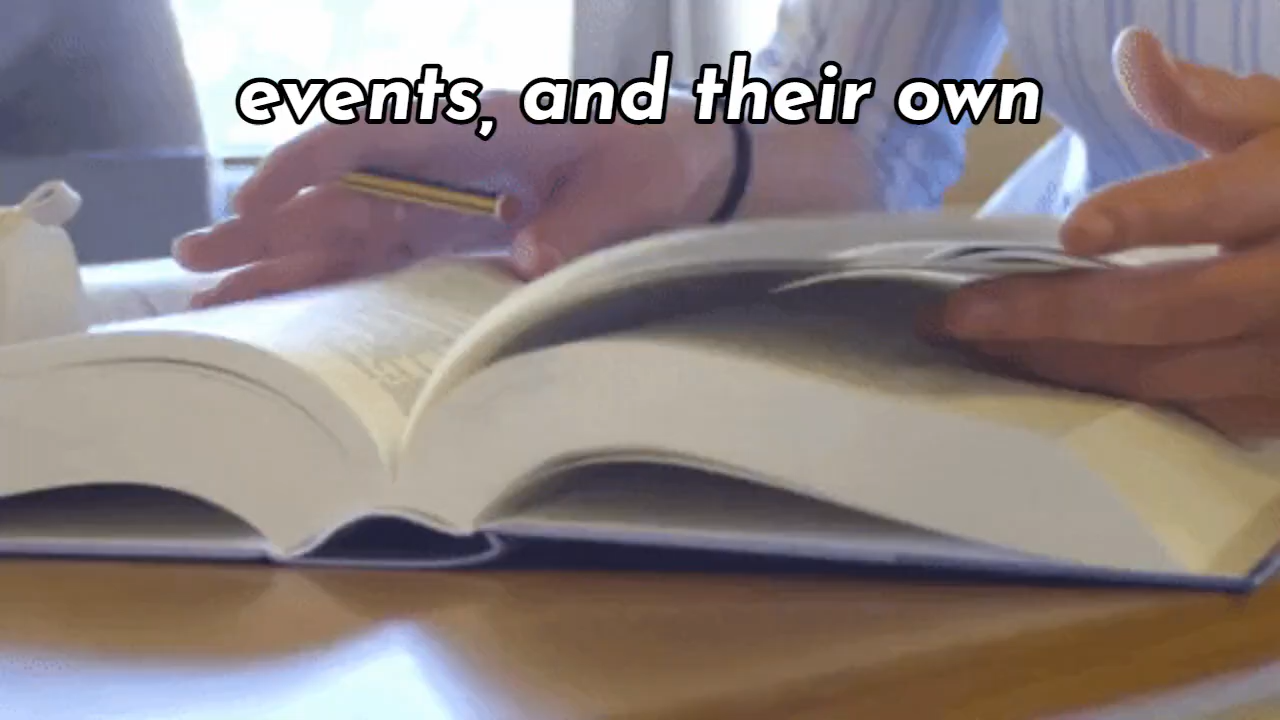 events, and their own